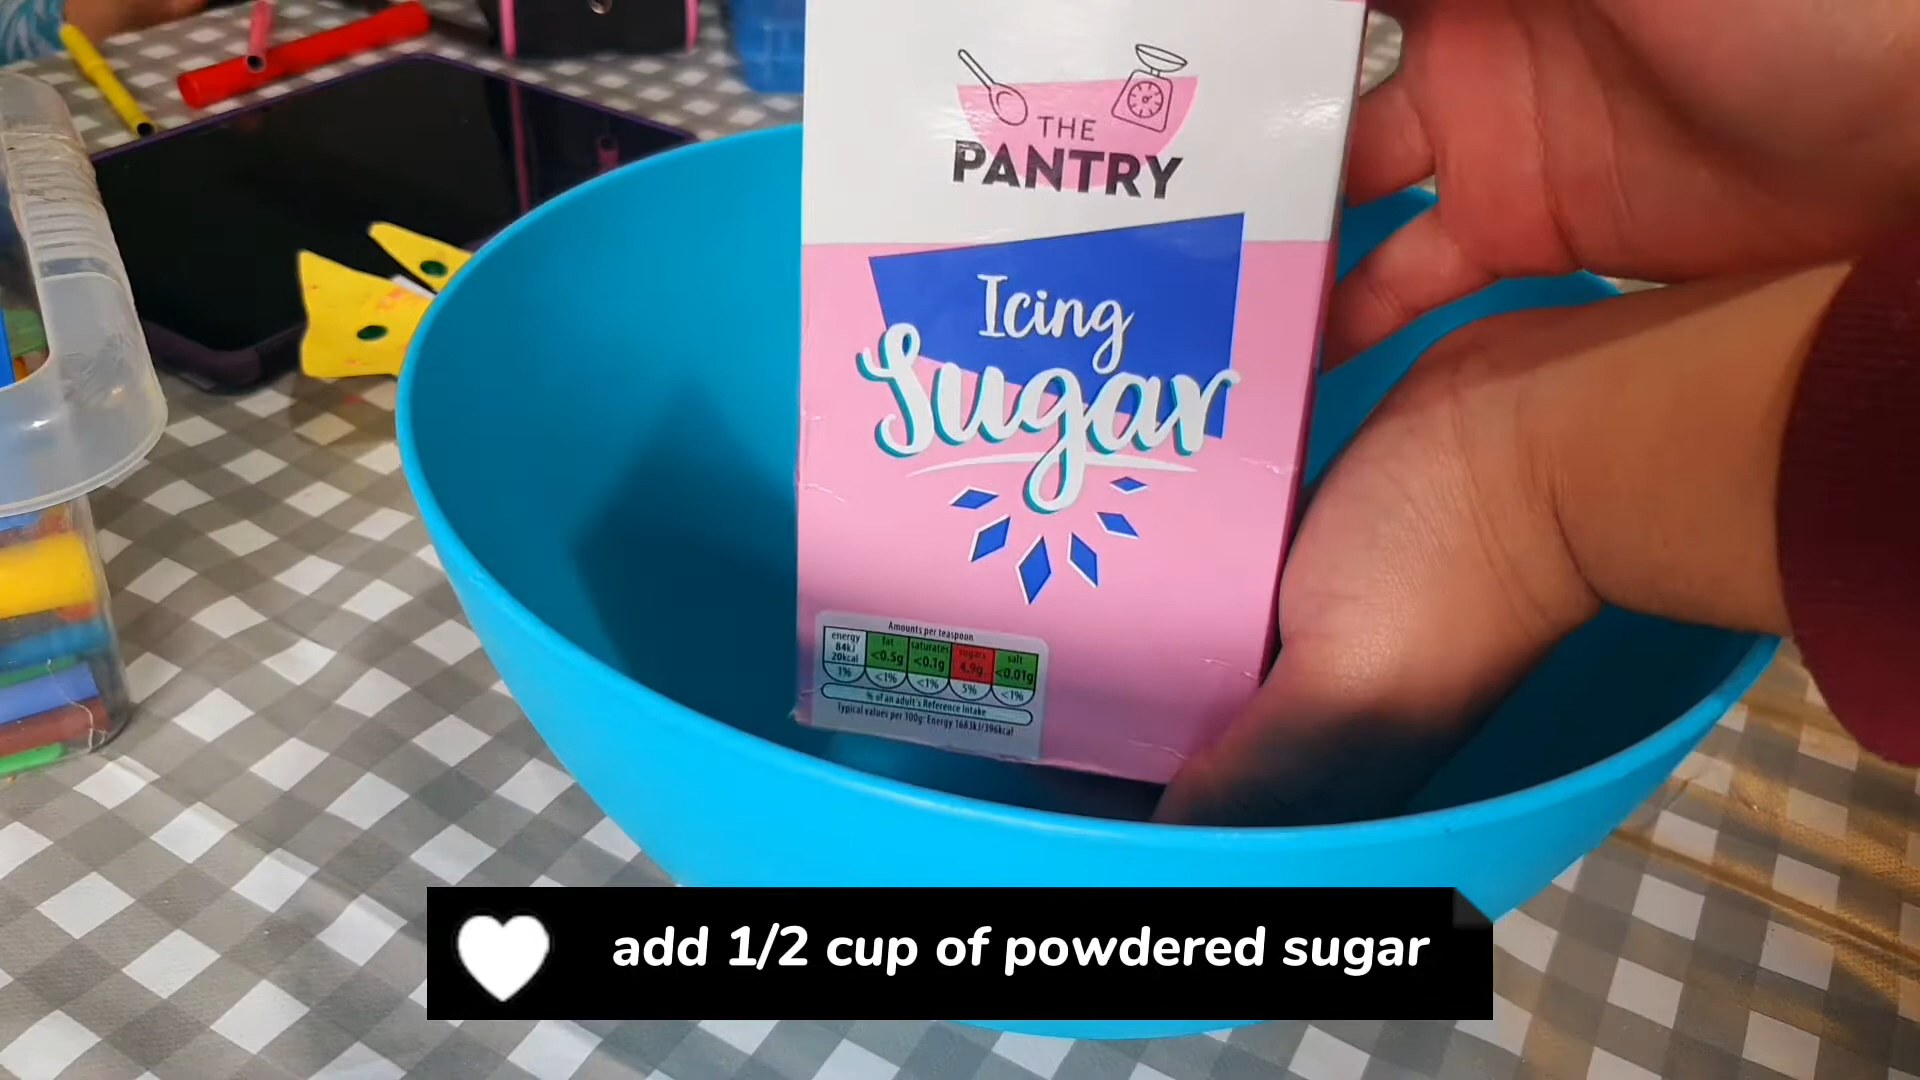 THE
PANTRY
Icing
Sugar
Amounts per teaspoon
energy 84kJ 20kcal 1%
fat <0.5g <1%
saturates <0.1g <1%
sugars 4.9g 5%
salt <0.01g <1%
% of an adult's Reference Intake
Typical values per 100g: Energy 1683kJ/396kcal
add 1/2 cup of powdered sugar